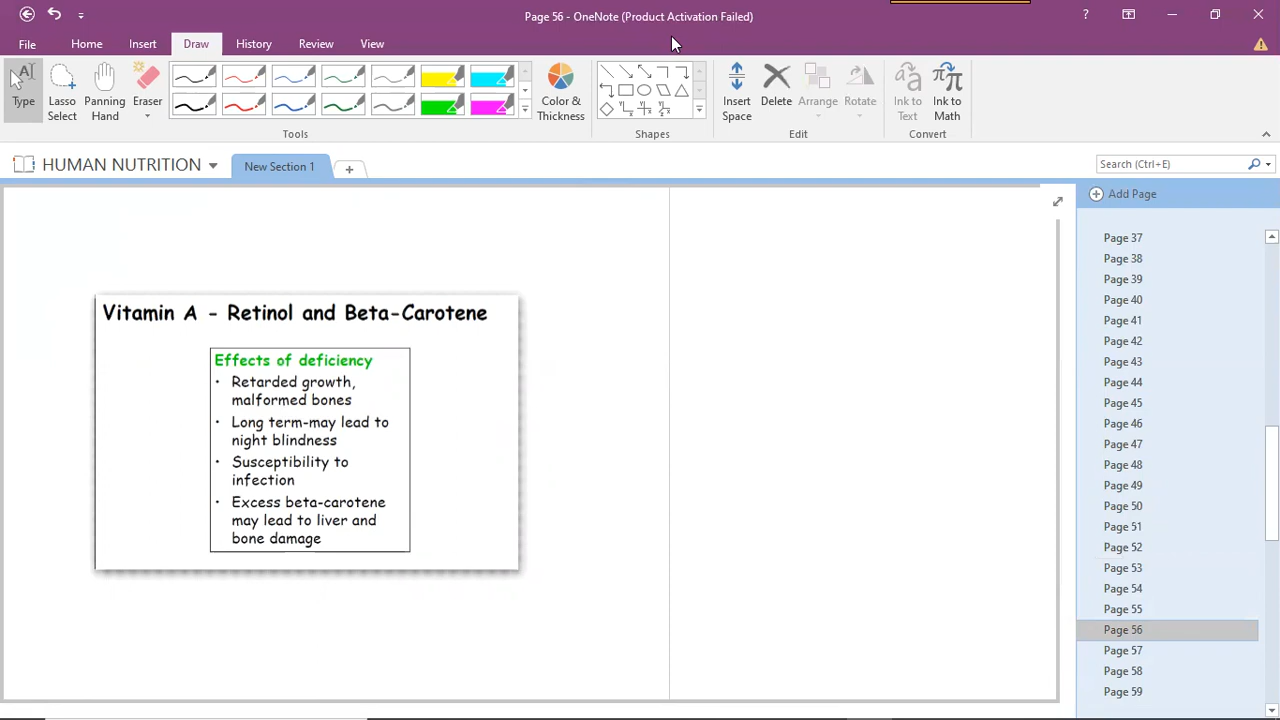 Page 56 - OneNote (Product Activation Failed)
File Home Insert Draw History Review View
Type
Lasso Select
Panning Hand
Eraser
Color & Thickness
Insert Space
Delete
Arrange
Rotate
Ink to Text
Ink to Math
Tools
Shapes
Edit
Convert
HUMAN NUTRITION
New Section 1
Search (Ctrl+E)
Add Page
Vitamin A - Retinol and Beta-Carotene
Effects of deficiency
• Retarded growth,
malformed bones
• Long term-may lead to
night blindness
• Susceptibility to
infection
• Excess beta-carotene
may lead to liver and
bone damage
Page 37
Page 38
Page 39
Page 40
Page 41
Page 42
Page 43
Page 44
Page 45
Page 46
Page 47
Page 48
Page 49
Page 50
Page 51
Page 52
Page 53
Page 54
Page 55
Page 56
Page 57
Page 58
Page 59